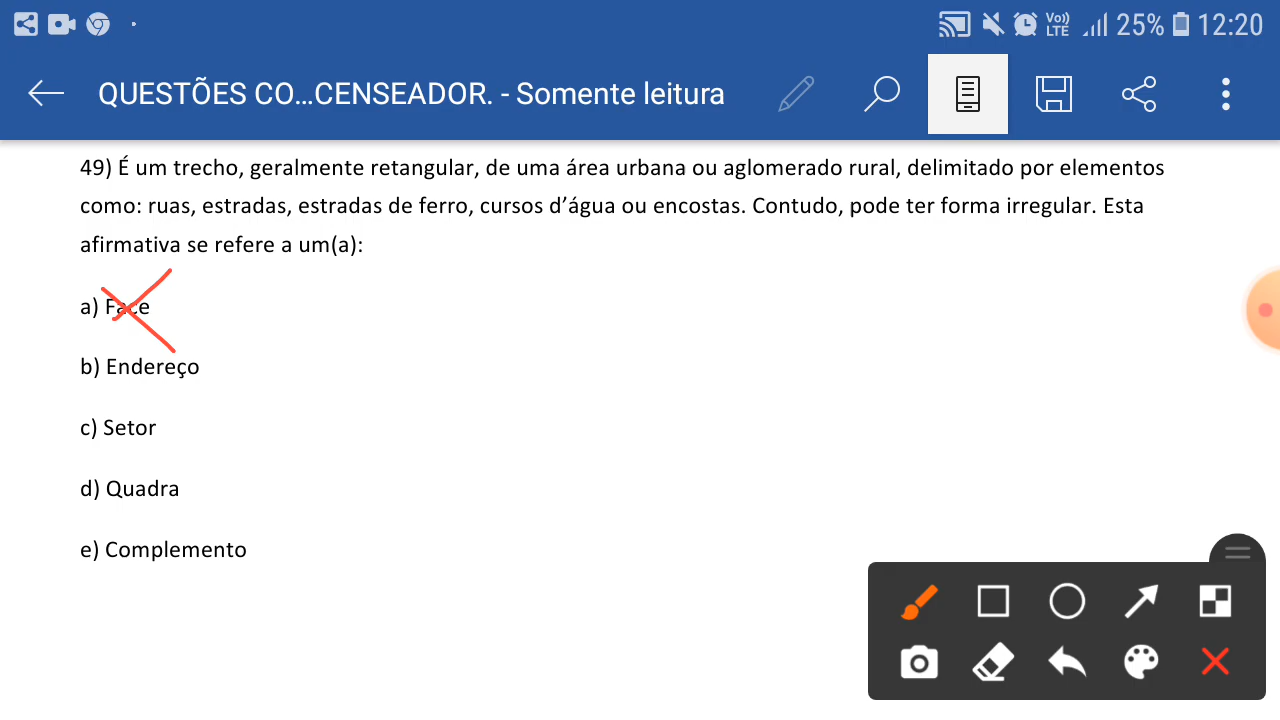 Vo)) LTE 25% 12:20
QUESTÕES CO...CENSEADOR. - Somente leitura
49) É um trecho, geralmente retangular, de uma área urbana ou aglomerado rural, delimitado por elementos
como: ruas, estradas, estradas de ferro, cursos d’água ou encostas. Contudo, pode ter forma irregular. Esta
afirmativa se refere a um(a):
a) Face
b) Endereço
c) Setor
d) Quadra
e) Complemento